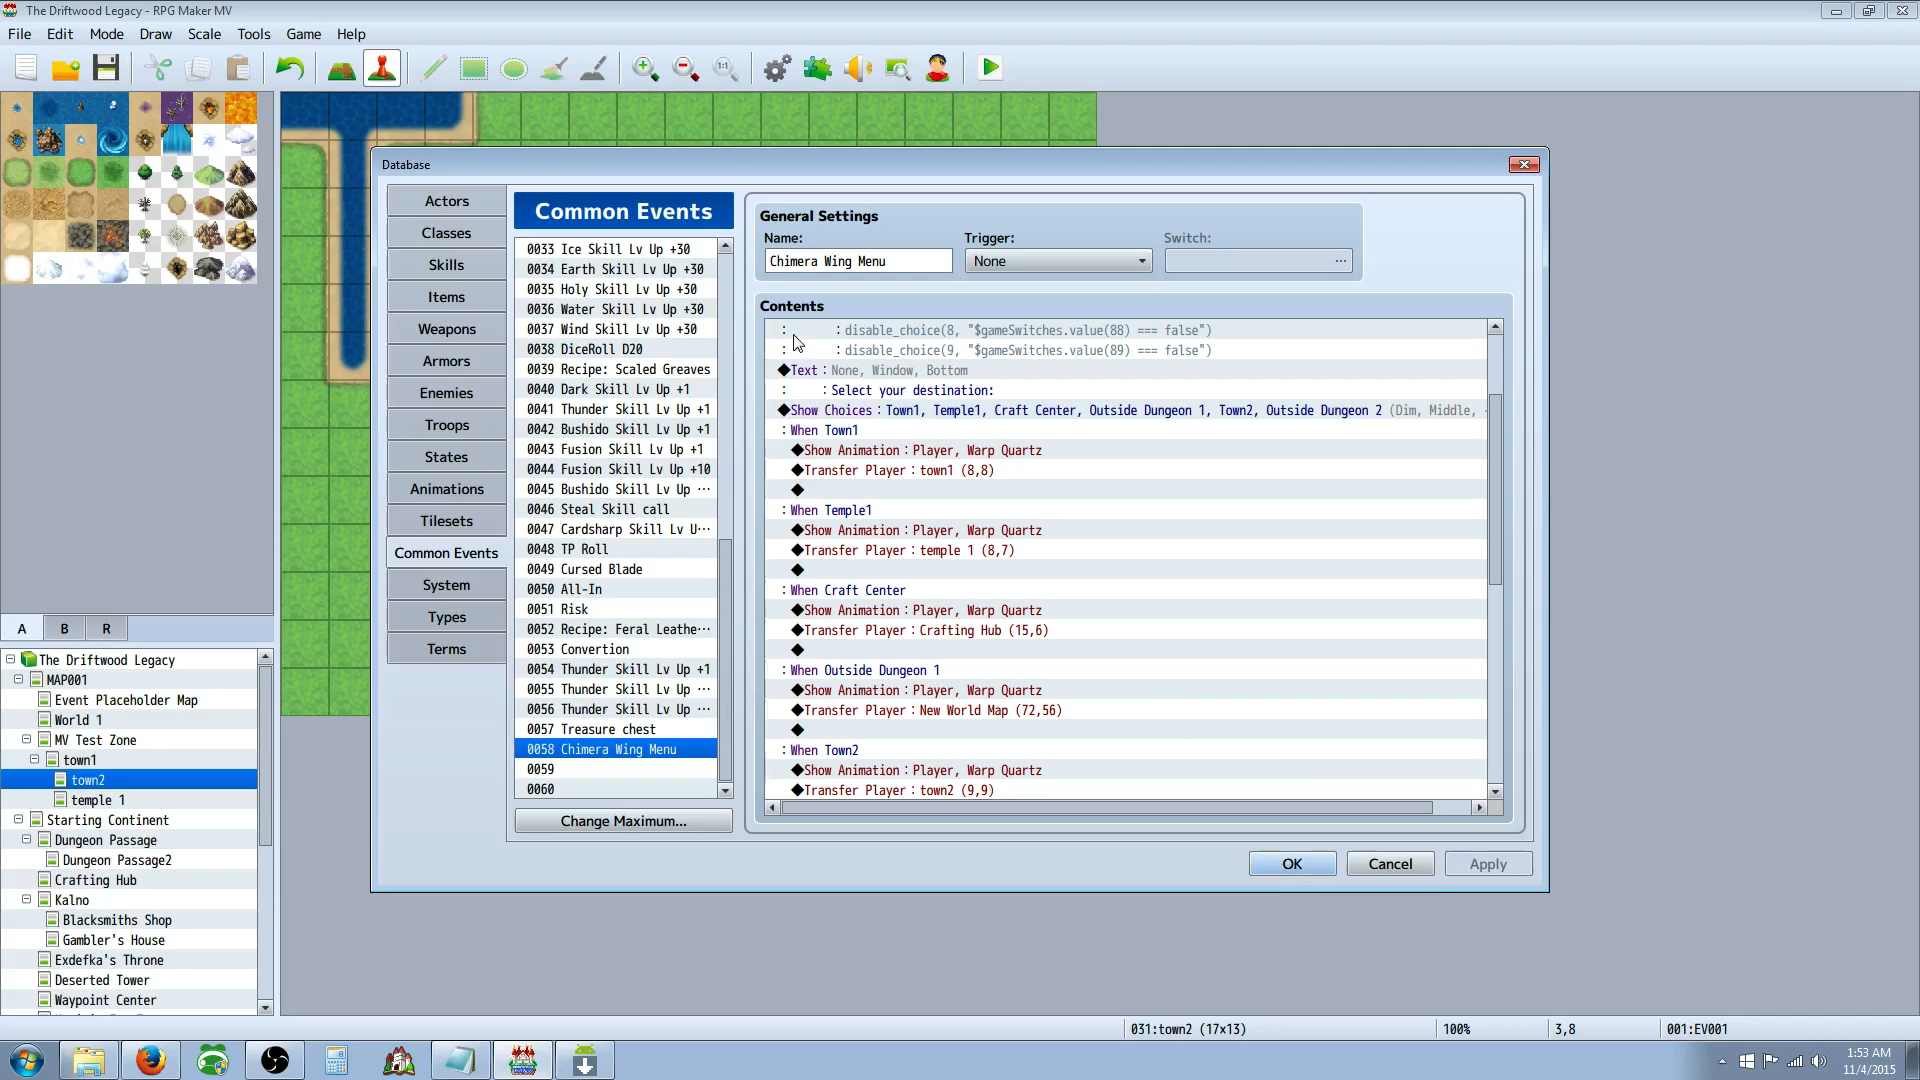 The Driftwood Legacy - RPG Maker MV
File Edit Mode Draw Scale Tools Game Help
1:1
Database
Actors
Classes
Skills
Items
Weapons
Armors
Enemies
Troops
States
Animations
Tilesets
Common Events
System
Types
Terms
Common Events
0033 Ice Skill Lv Up +30
0034 Earth Skill Lv Up +30
0035 Holy Skill Lv Up +30
0036 Water Skill Lv Up +30
0037 Wind Skill Lv Up +30
0038 DiceRoll D20
0039 Recipe: Scaled Greaves
0040 Dark Skill Lv Up +1
0041 Thunder Skill Lv Up +1
0042 Bushido Skill Lv Up +1
0043 Fusion Skill Lv Up +1
0044 Fusion Skill Lv Up +10
0045 Bushido Skill Lv Up ···
0046 Steal Skill call
0047 Cardsharp Skill Lv U···
0048 TP Roll
0049 Cursed Blade
0050 All-In
0051 Risk
0052 Recipe: Feral Leathe···
0053 Convertion
0054 Thunder Skill Lv Up +1
0055 Thunder Skill Lv Up ···
0056 Thunder Skill Lv Up ···
0057 Treasure chest
0058 Chimera Wing Menu
0059
0060
Change Maximum...
General Settings
Name: Trigger: Switch:
Chimera Wing Menu None ...
Contents
: : disable_choice(8, "$gameSwitches.value(88) === false")
: : disable_choice(9, "$gameSwitches.value(89) === false")
◆Text : None, Window, Bottom
: : Select your destination:
◆Show Choices : Town1, Temple1, Craft Center, Outside Dungeon 1, Town2, Outside Dungeon 2 (Dim, Middle, -
: When Town1
◆Show Animation : Player, Warp Quartz
◆Transfer Player : town1 (8,8)
◆
: When Temple1
◆Show Animation : Player, Warp Quartz
◆Transfer Player : temple 1 (8,7)
◆
: When Craft Center
◆Show Animation : Player, Warp Quartz
◆Transfer Player : Crafting Hub (15,6)
◆
: When Outside Dungeon 1
◆Show Animation : Player, Warp Quartz
◆Transfer Player : New World Map (72,56)
◆
: When Town2
◆Show Animation : Player, Warp Quartz
◆Transfer Player : town2 (9,9)
OK Cancel Apply
A B R
The Driftwood Legacy
MAP001
Event Placeholder Map
World 1
MV Test Zone
town1
town2
temple 1
Starting Continent
Dungeon Passage
Dungeon Passage2
Crafting Hub
Kalno
Blacksmiths Shop
Gambler's House
Exdefka's Throne
Deserted Tower
Waypoint Center
031:town2 (17×13) 100% 3,8 001:EV001
1:53 AM
11/4/2015